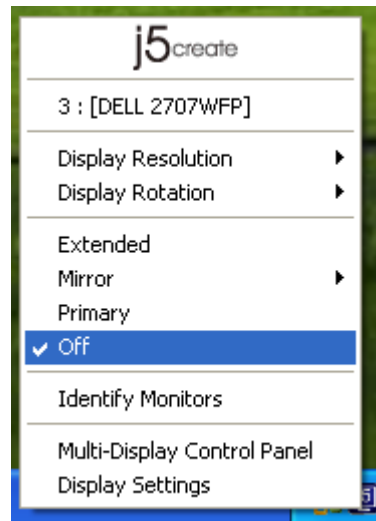 j5create
3 : [DELL 2707WFP]
Display Resolution
Display Rotation
Extended
Mirror
Primary
Off
Identify Monitors
Multi-Display Control Panel
Display Settings